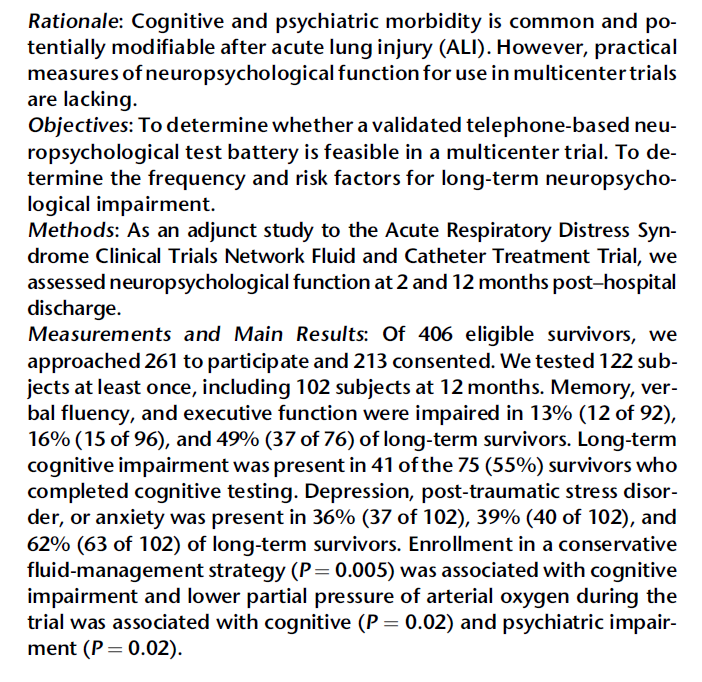 Rationale: Cognitive and psychiatric morbidity is common and po-
tentially modifiable after acute lung injury (ALI). However, practical
measures of neuropsychological function for use in multicenter trials
are lacking.
Objectives: To determine whether a validated telephone-based neu-
ropsychological test battery is feasible in a multicenter trial. To de-
termine the frequency and risk factors for long-term neuropsycho-
logical impairment.
Methods: As an adjunct study to the Acute Respiratory Distress Syn-
drome Clinical Trials Network Fluid and Catheter Treatment Trial, we
assessed neuropsychological function at 2 and 12 months post–hospital
discharge.
Measurements and Main Results: Of 406 eligible survivors, we
approached 261 to participate and 213 consented. We tested 122 sub-
jects at least once, including 102 subjects at 12 months. Memory, ver-
bal fluency, and executive function were impaired in 13% (12 of 92),
16% (15 of 96), and 49% (37 of 76) of long-term survivors. Long-term
cognitive impairment was present in 41 of the 75 (55%) survivors who
completed cognitive testing. Depression, post-traumatic stress disor-
der, or anxiety was present in 36% (37 of 102), 39% (40 of 102), and
62% (63 of 102) of long-term survivors. Enrollment in a conservative
fluid-management strategy (P = 0.005) was associated with cognitive
impairment and lower partial pressure of arterial oxygen during the
trial was associated with cognitive (P = 0.02) and psychiatric impair-
ment (P = 0.02).